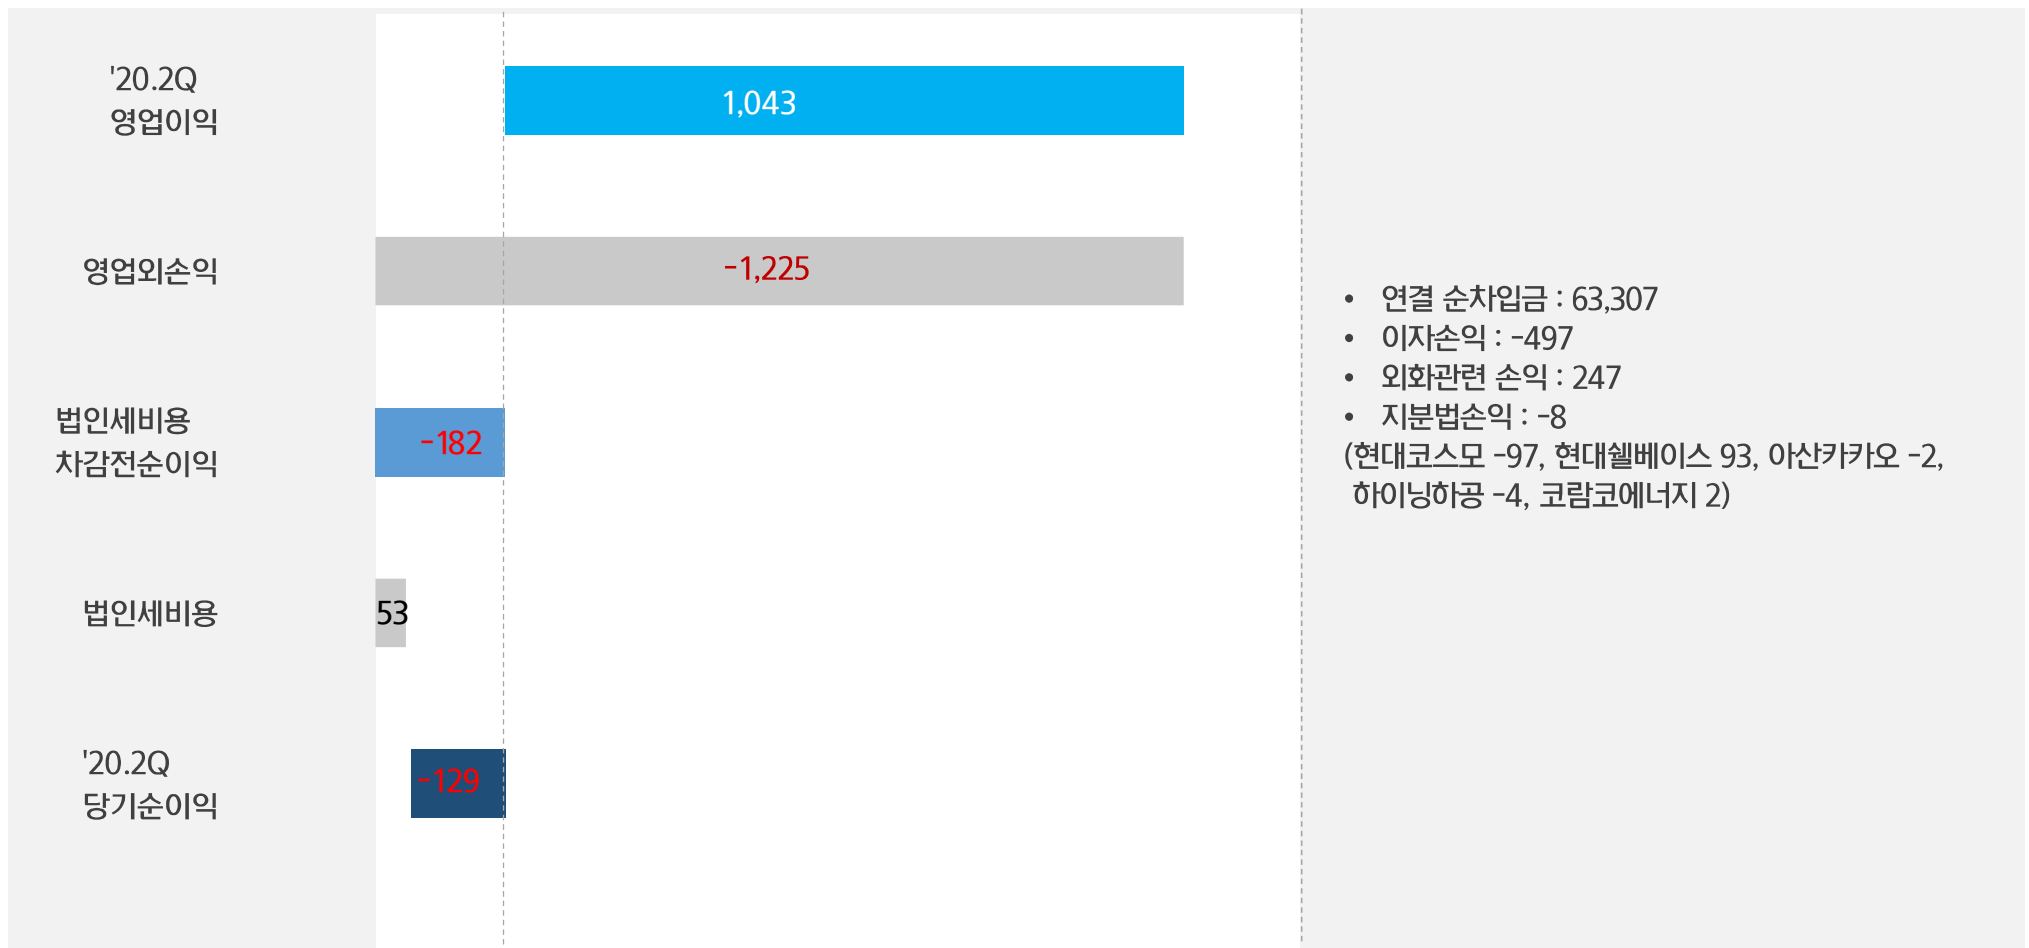 '20.2Q
영업이익
1,043
영업외손익
-1,225
법인세비용
차감전순이익
-182
법인세비용
53
'20.2Q
당기순이익
-129
• 연결 순차입금 : 63,307
• 이자손익 : -497
• 외화관련 손익 : 247
• 지분법손익 : -8
(현대코스모 -97, 현대쉘베이스 93, 아산카카오 -2,
하이닝하공 -4, 코람코에너지 2)